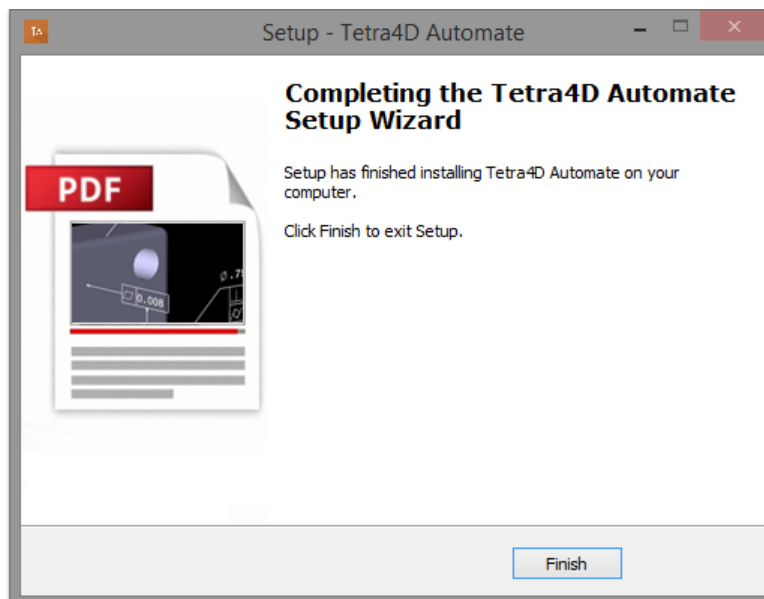 Setup - Tetra4D Automate
Completing the Tetra4D Automate
Setup Wizard
Setup has finished installing Tetra4D Automate on your
computer.
Click Finish to exit Setup.
PDF
0.008
Finish